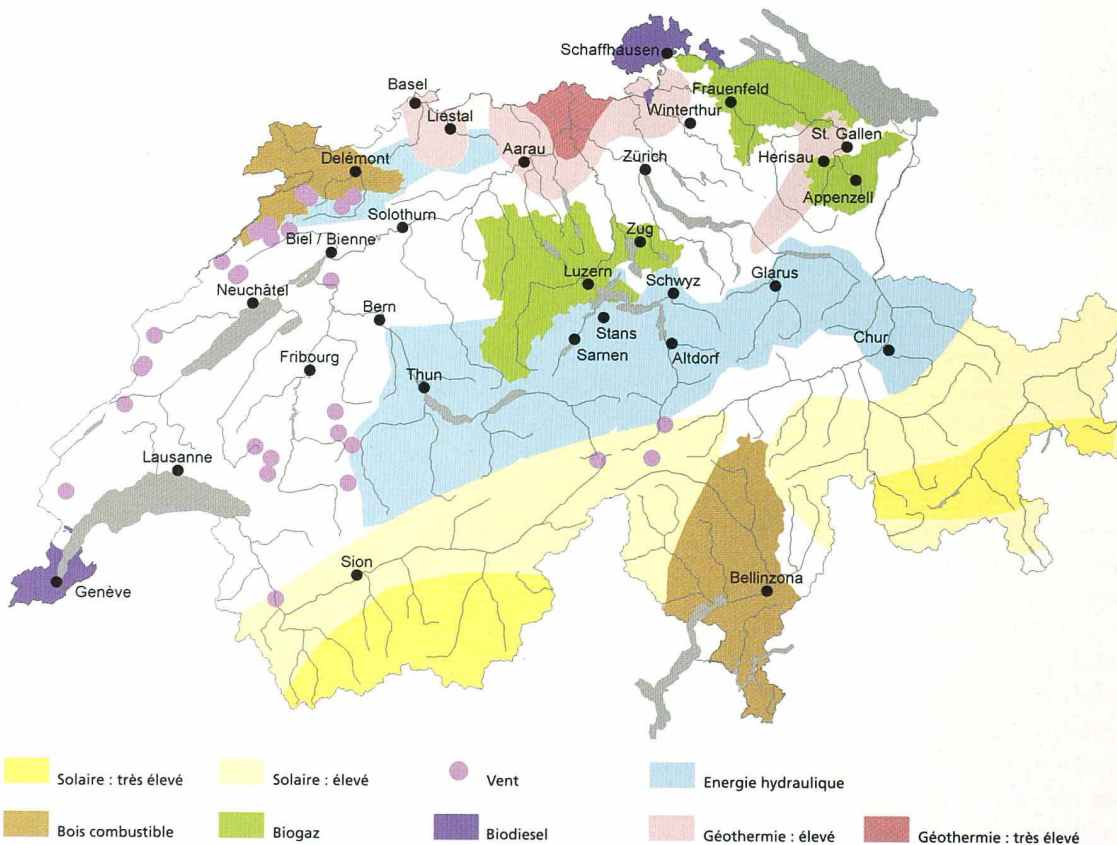 Schaffhausen
Basel
Frauenfeld
Liestal
Winterthur
St. Gallen
Aarau
Zürich
Herisau
Delémont
Appenzell
Solothurn
Zug
Biel / Bienne
Luzern
Schwyz
Glarus
Neuchâtel
Bern
Stans
Sarnen
Altdorf
Chur
Fribourg
Thun
Lausanne
Sion
Bellinzona
Genève
Solaire : très élevé
Solaire : élevé
Vent
Energie hydraulique
Bois combustible
Biogaz
Biodiesel
Géothermie : élevé
Géothermie : très élevé